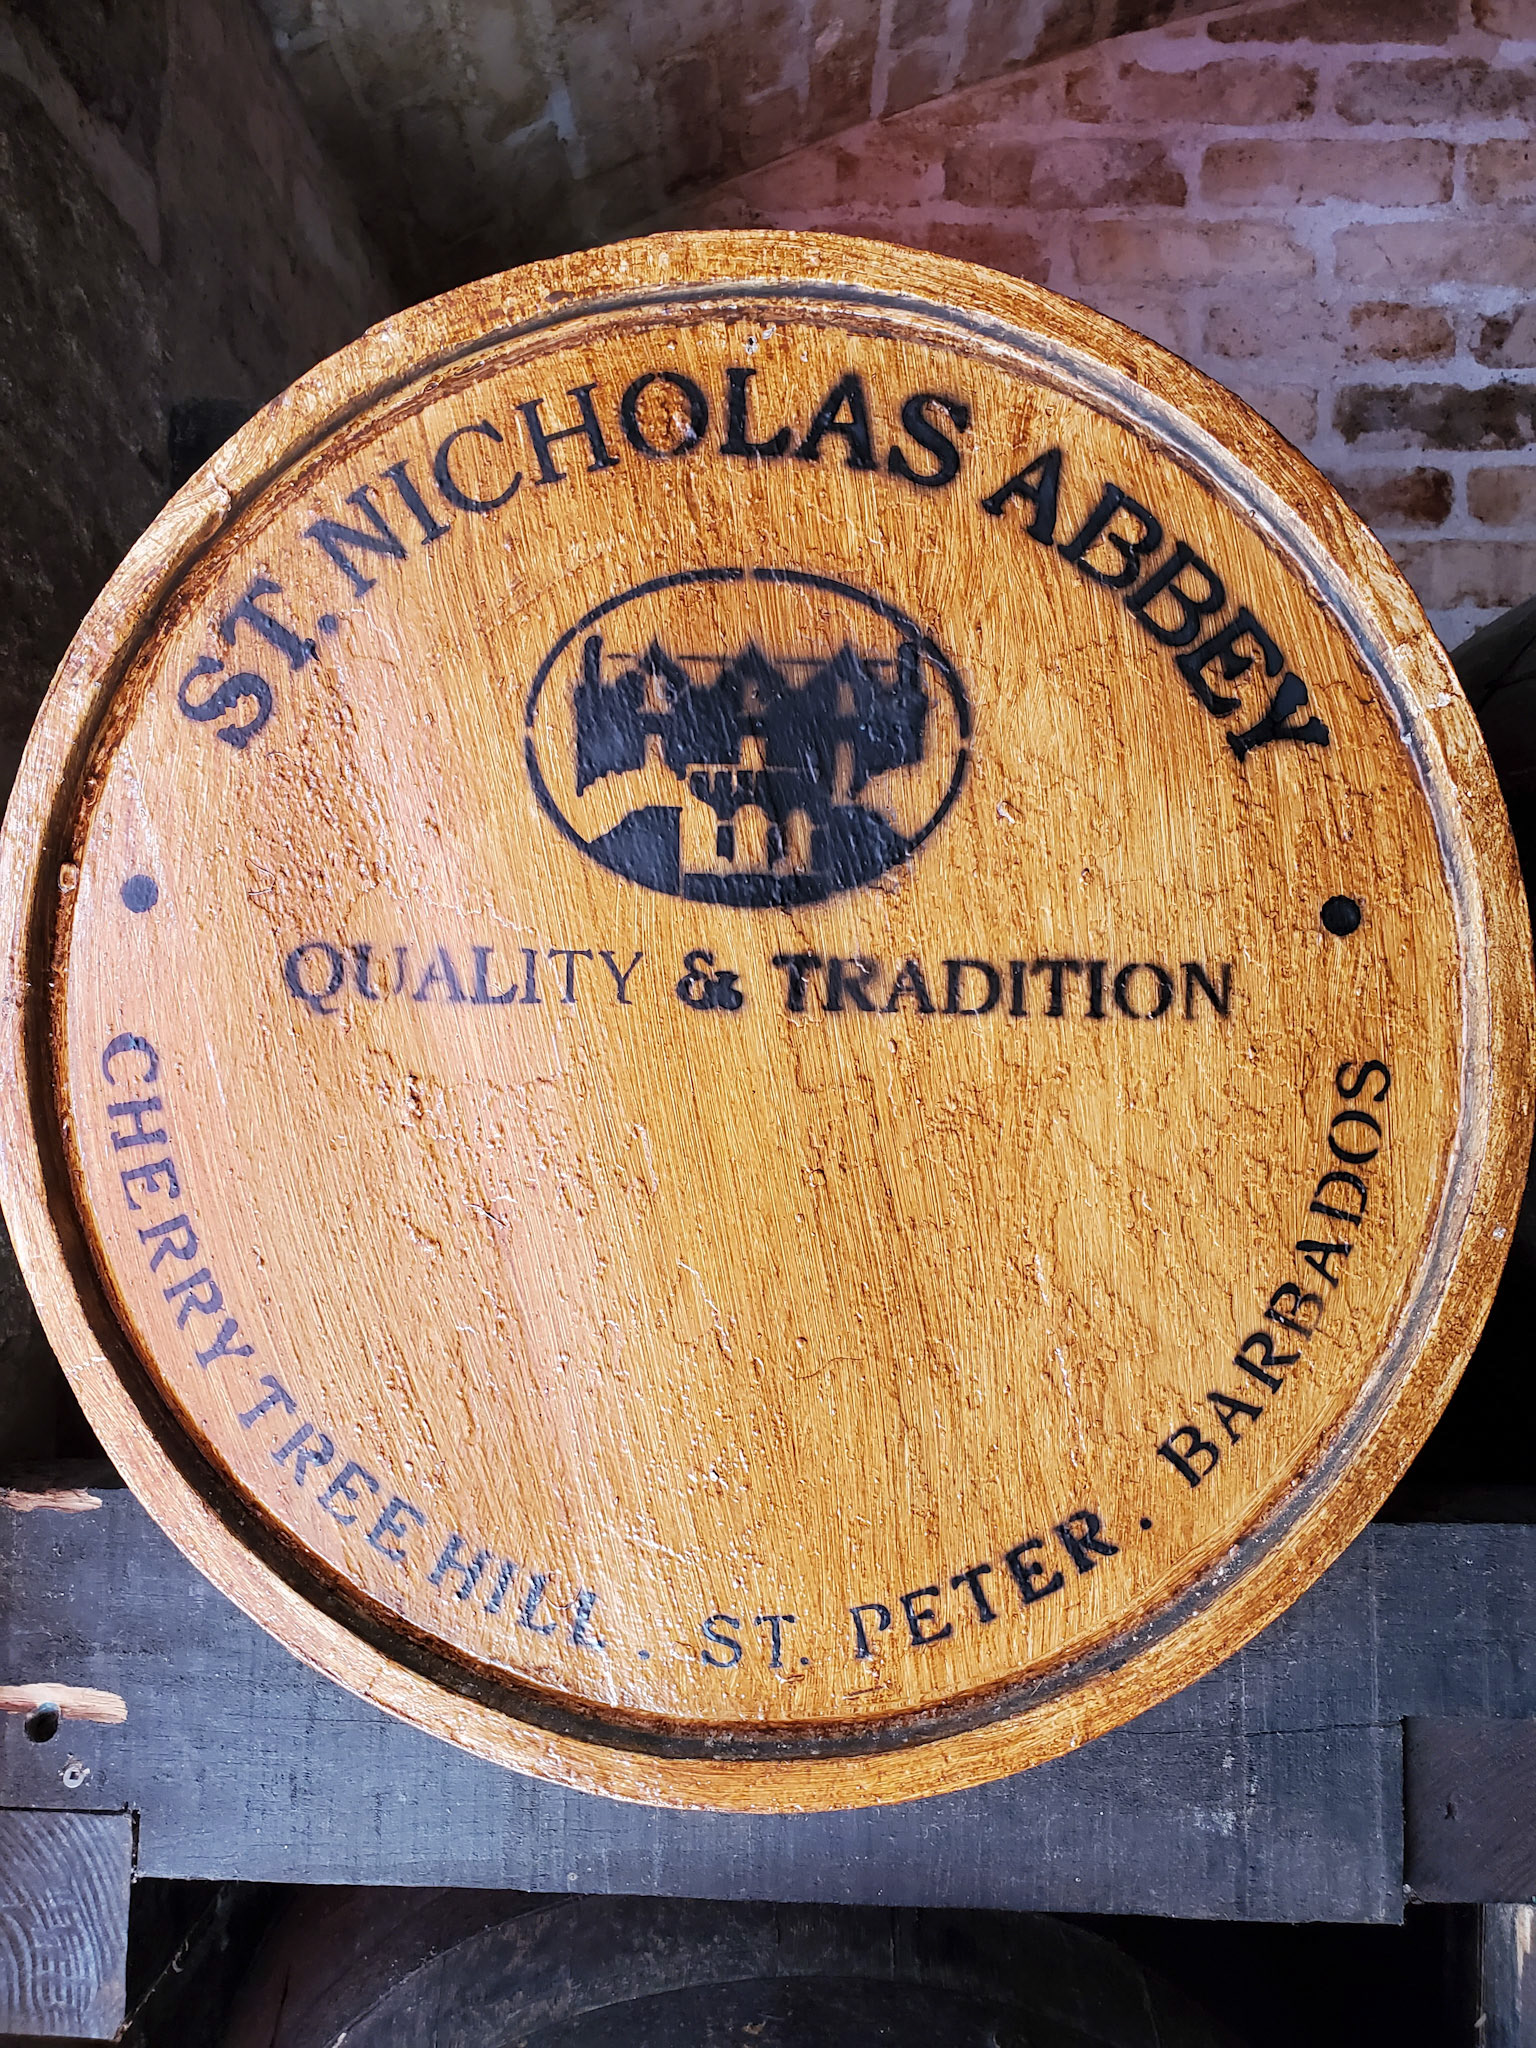 ST. NICHOLAS ABBEY
QUALITY & TRADITION
• CHERRY TREE HILL . ST. PETER . BARBADOS •